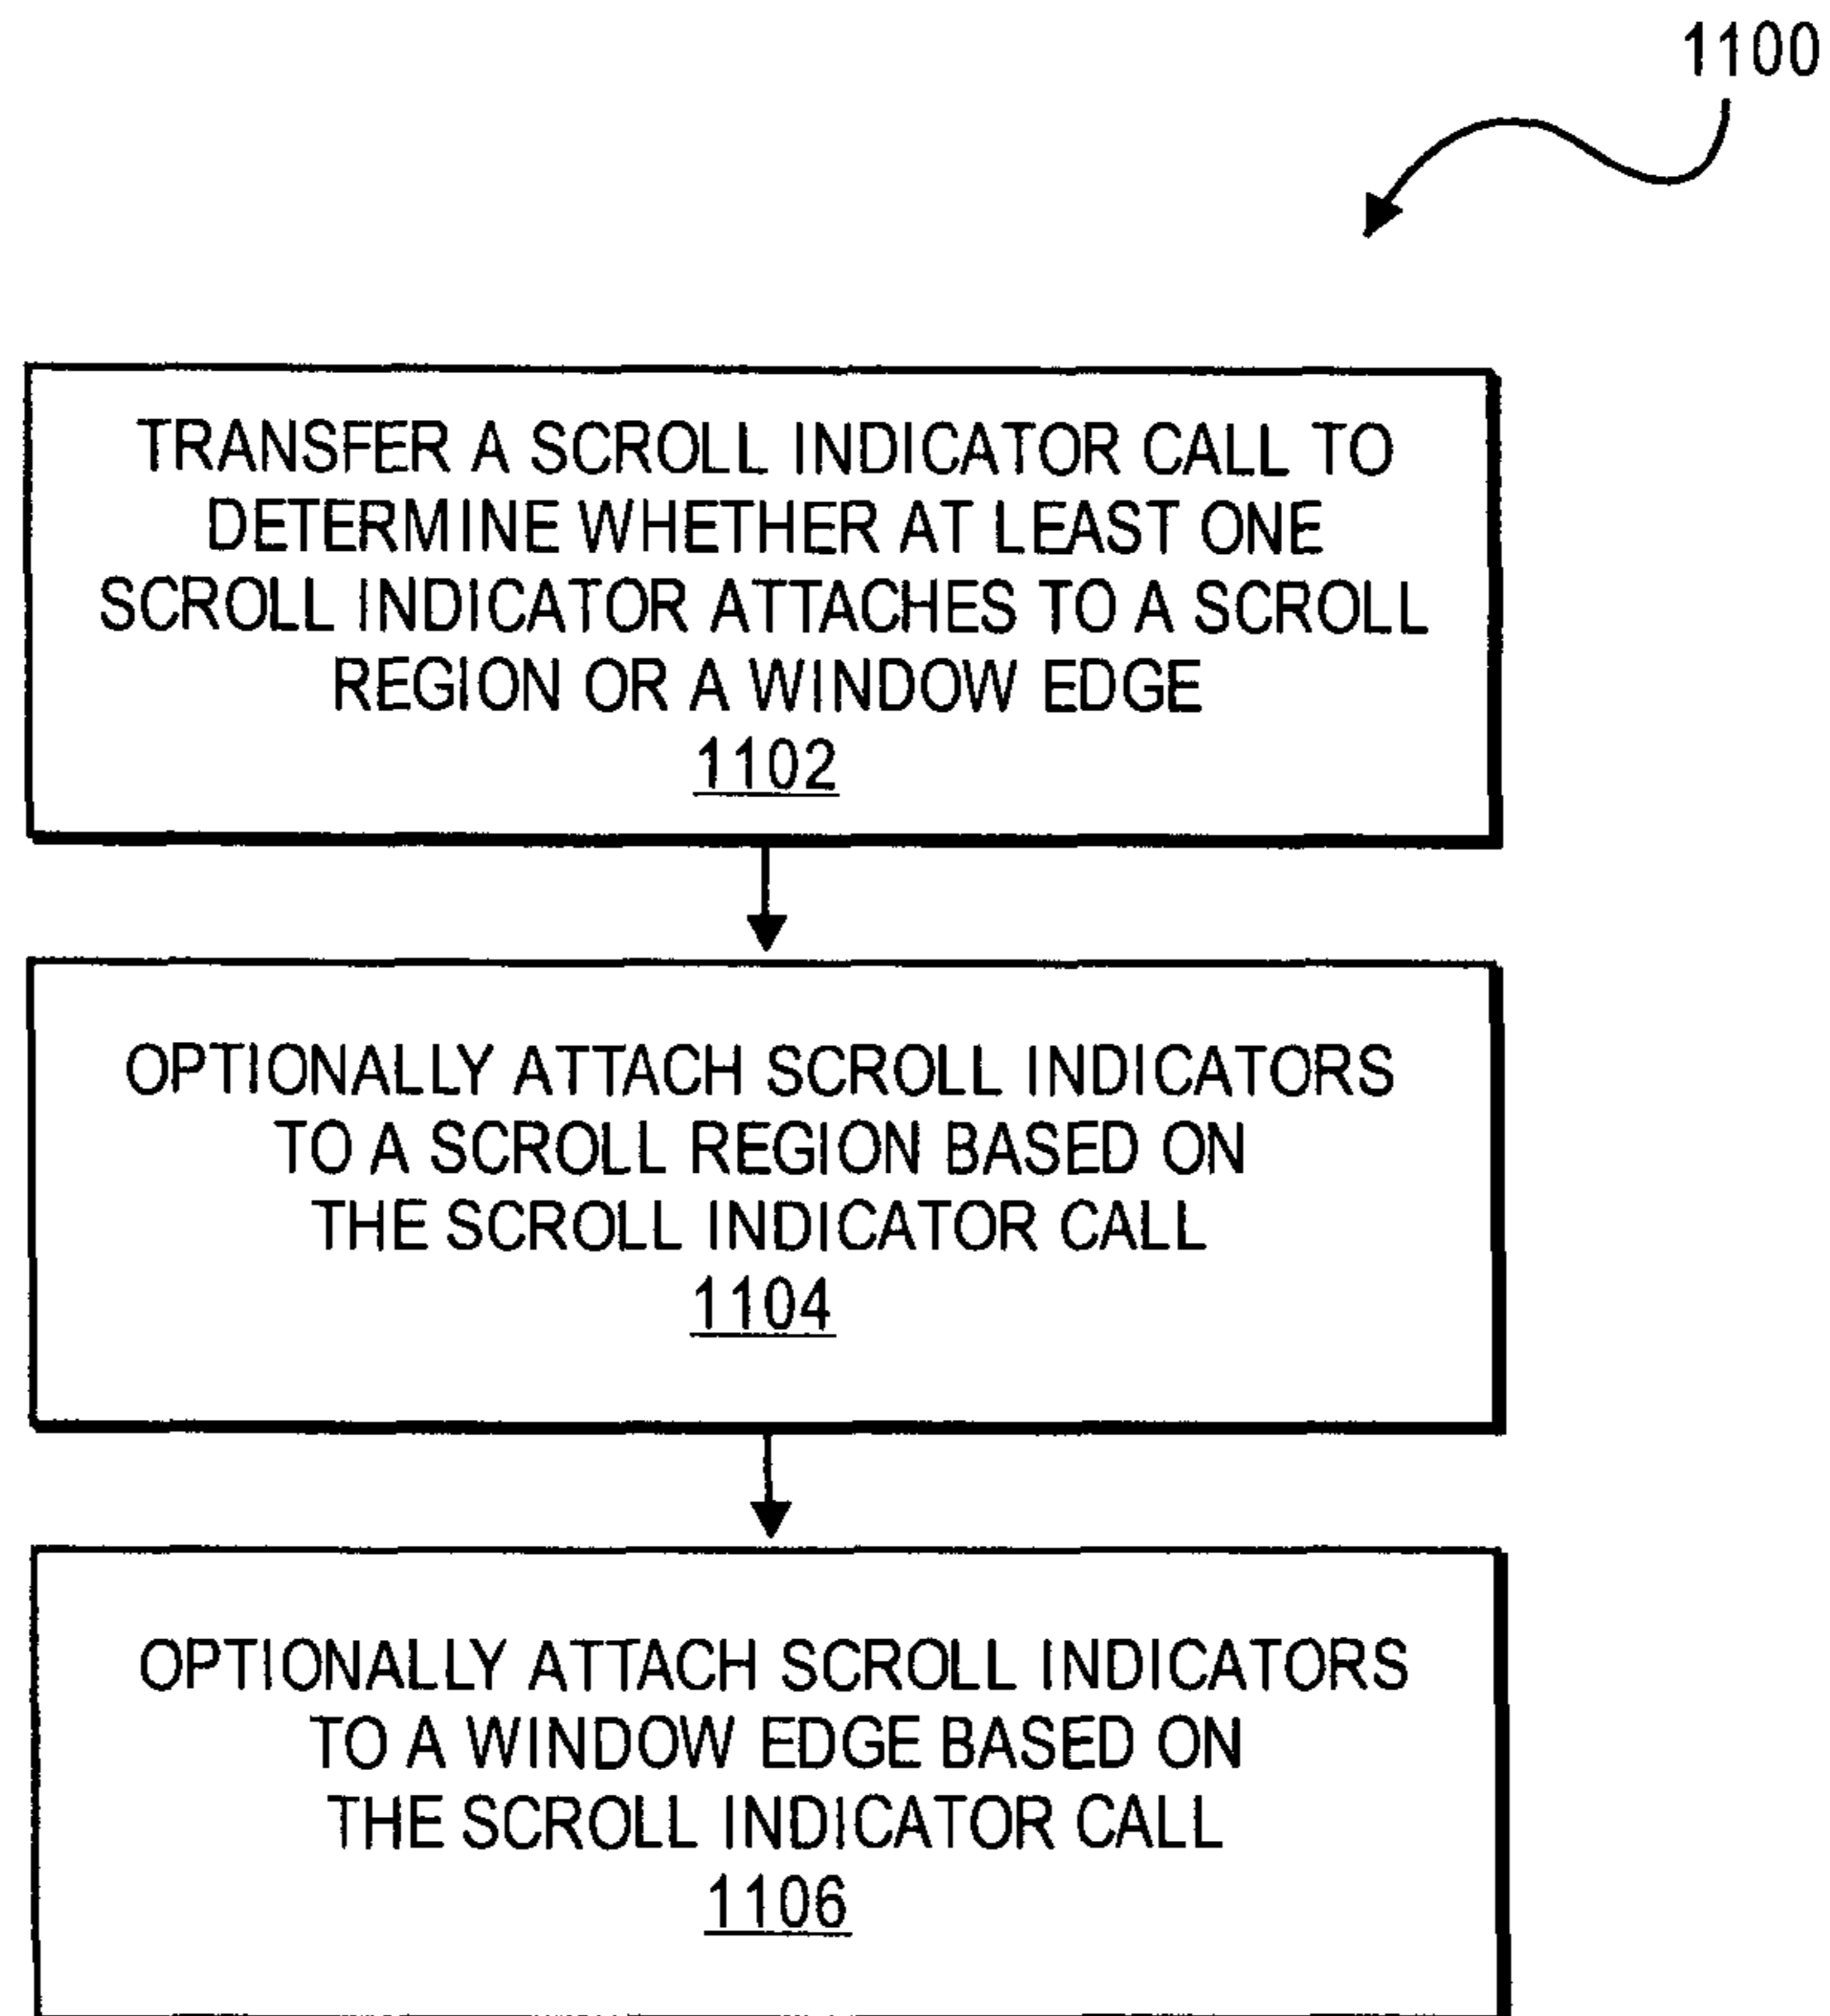 1100
TRANSFER A SCROLL INDICATOR CALL TO
DETERMINE WHETHER AT LEAST ONE
SCROLL INDICATOR ATTACHES TO A SCROLL
REGION OR A WINDOW EDGE
1102
OPTIONALLY ATTACH SCROLL INDICATORS
TO A SCROLL REGION BASED ON
THE SCROLL INDICATOR CALL
1104
OPTIONALLY ATTACH SCROLL INDICATORS
TO A WINDOW EDGE BASED ON
THE SCROLL INDICATOR CALL
1106